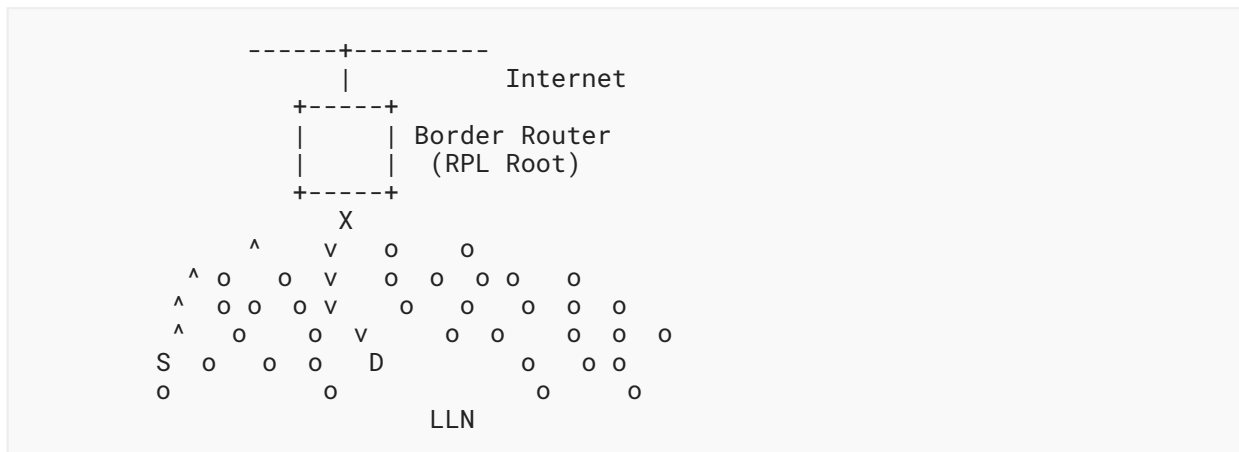 ------+---------
|          Internet
+-----+
|     | Border Router
|     |  (RPL Root)
+-----+
X
^    v   o    o
^ o   o  v   o  o  o o   o
^  o o  o v    o   o   o  o  o
^   o    o  v     o  o    o  o  o
S  o   o  o   D         o   o o
o          o             o     o
LLN